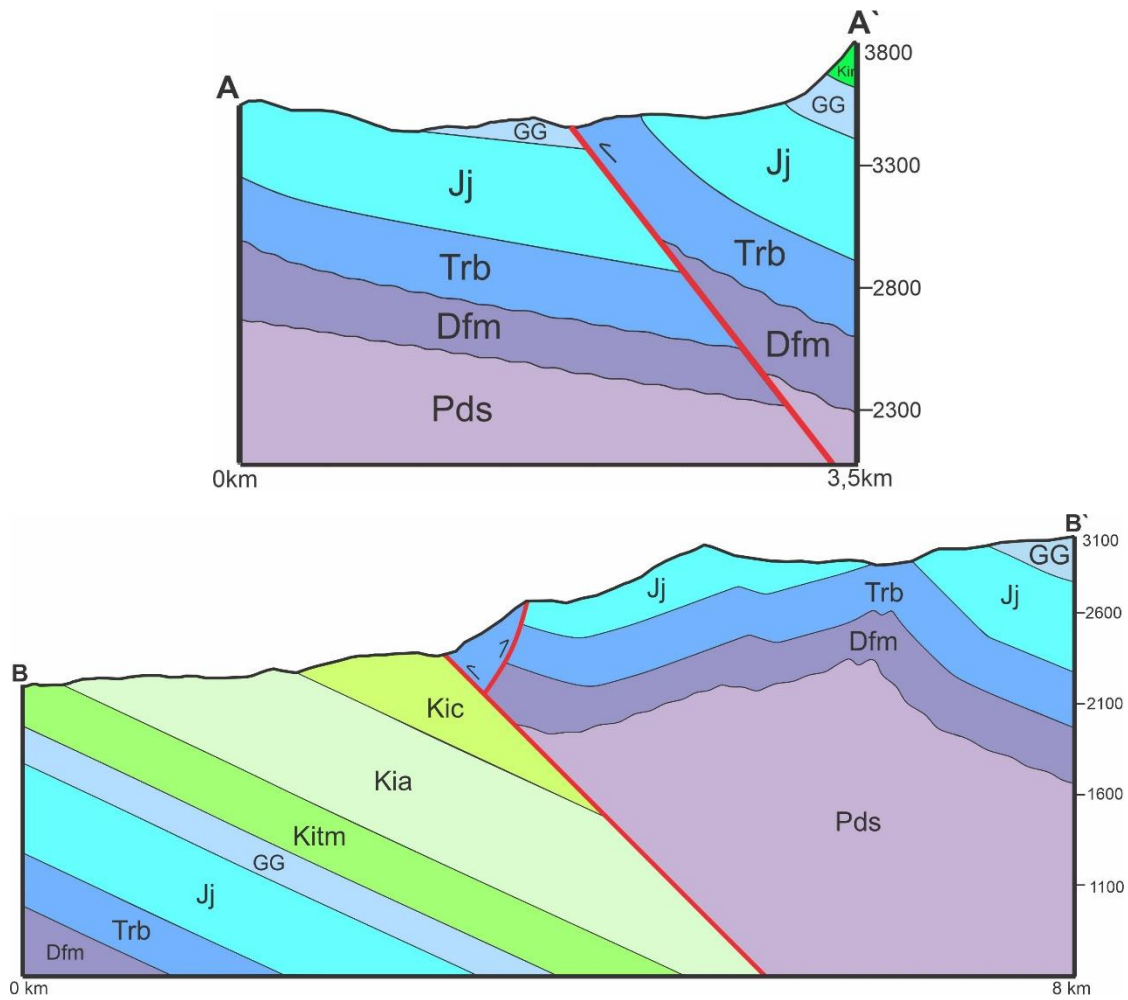 A
A`
3800
Kir
GG
GG
3300
Jj
Jj
Trb
Trb
2800
Dfm
Dfm
2300
Pds
0km
3,5km
B`
3100
GG
Jj
Trb
Jj
2600
Dfm
B
2100
Kic
Kia
1600
Kitm
Pds
GG
1100
Jj
Trb
Dfm
0 km
8 km